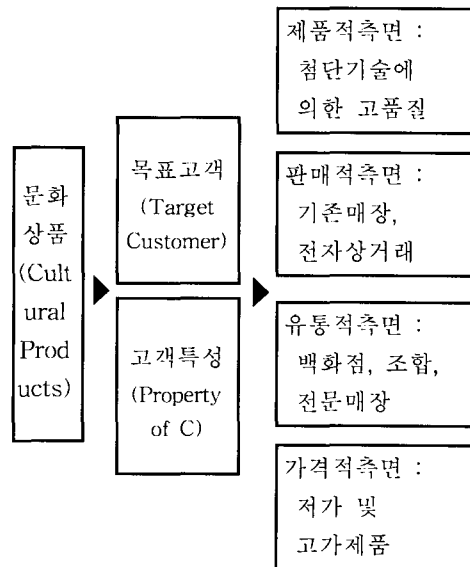 문화
상품
(Cult
ural
Prod
ucts)
목표고객
(Target
Customer)
고객특성
(Property
of C)
제품적측면 :
첨단기술에
의한 고품질
판매적측면 :
기존매장,
전자상거래
유통적측면 :
백화점, 조합,
전문매장
가격적측면 :
저가 및
고가제품